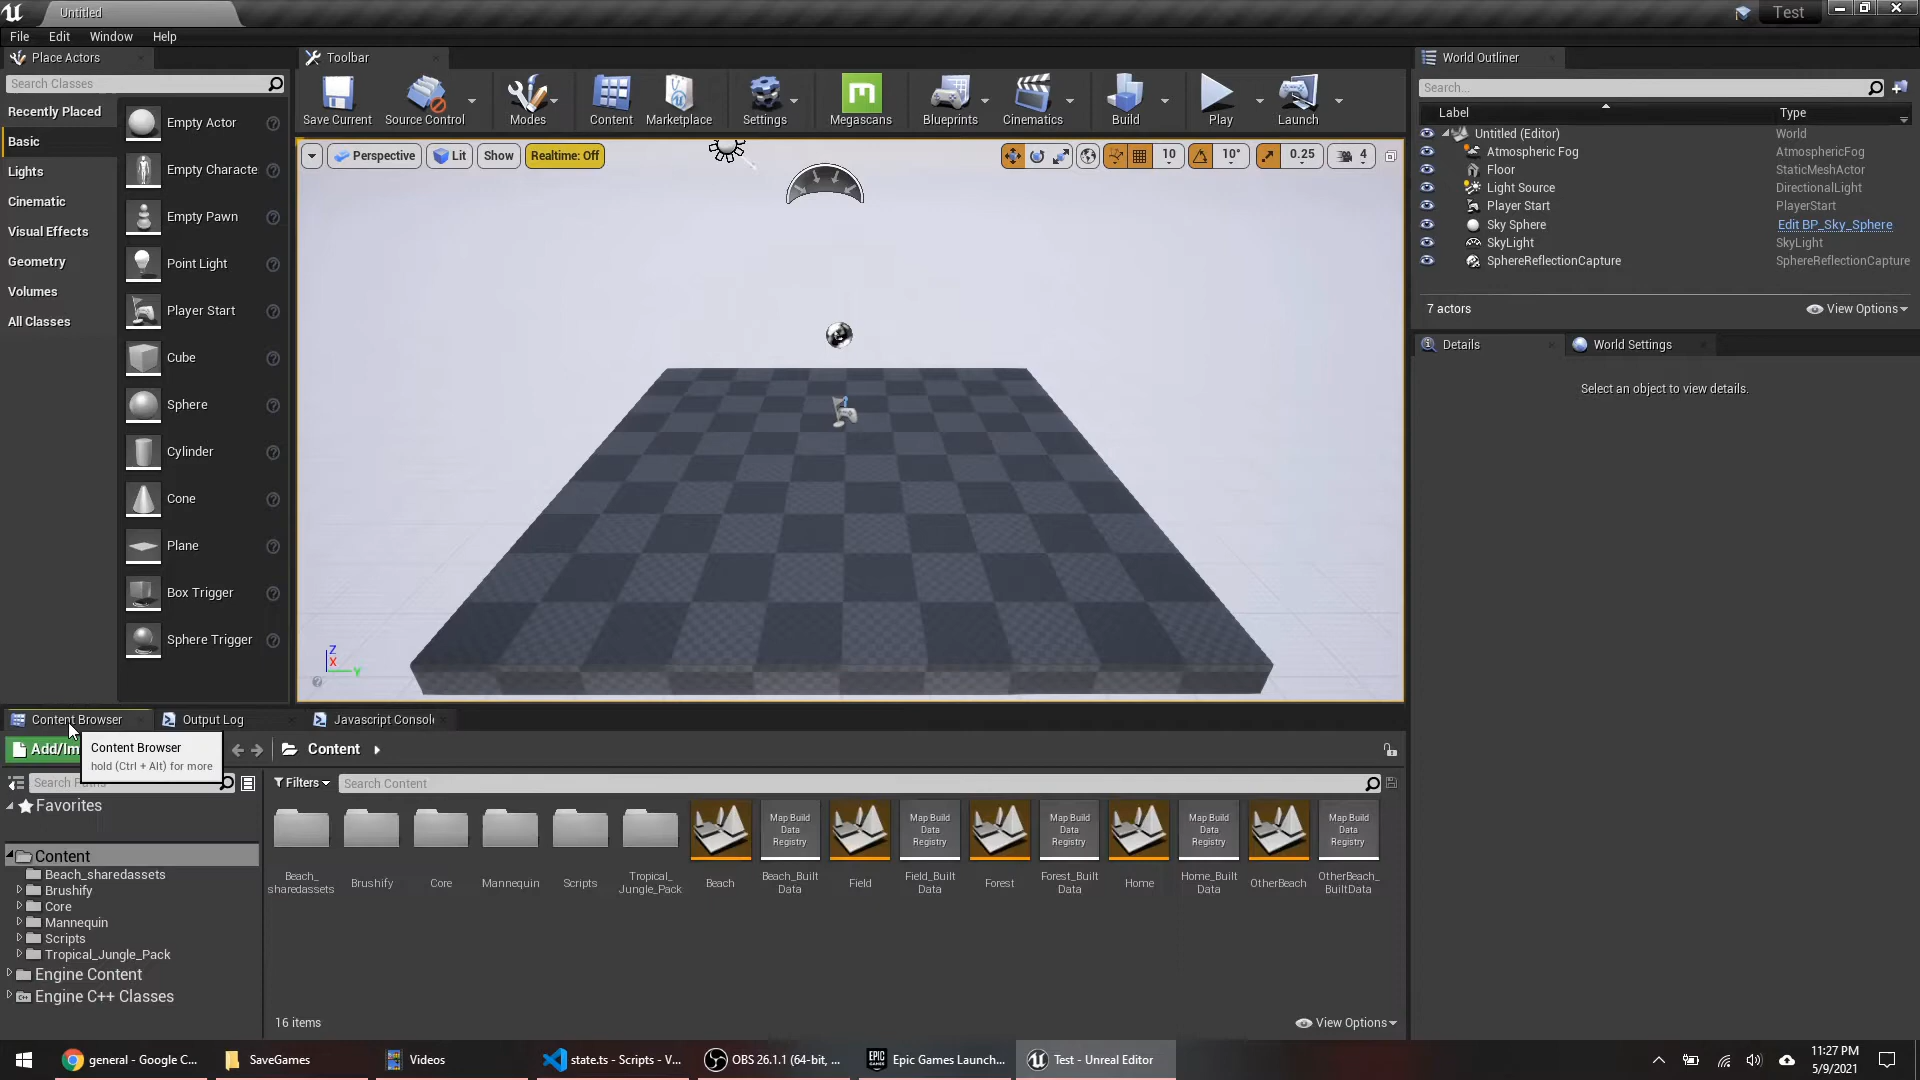 Untitled
Test
File Edit Window Help
Place Actors
Search Classes
Recently Placed
Basic
Lights
Cinematic
Visual Effects
Geometry
Volumes
All Classes
Empty Actor
Empty Characte
Empty Pawn
Point Light
Player Start
Cube
Sphere
Cylinder
Cone
Plane
Box Trigger
Sphere Trigger
Toolbar
Save Current
Source Control
Modes
Content
Marketplace
Settings
Megascans
Blueprints
Cinematics
Build
Play
Launch
Perspective
Lit
Show
Realtime: Off
10
10°
0.25
4
Z
X
Y
World Outliner
Search...
Label Type
Untitled (Editor) World
Atmospheric Fog AtmosphericFog
Floor StaticMeshActor
Light Source DirectionalLight
Player Start PlayerStart
Sky Sphere Edit BP_Sky_Sphere
SkyLight SkyLight
SphereReflectionCapture SphereReflectionCapture
7 actors
View Options
Details
World Settings
Select an object to view details.
Content Browser
Output Log
Javascript Consol
Add/Im
Content Browser
hold (Ctrl + Alt) for more
Content
Search Paths
Filters
Search Content
Favorites
Content
Beach_sharedassets
Brushify
Core
Mannequin
Scripts
Tropical_Jungle_Pack
Engine Content
Engine C++ Classes
Beach_
sharedassets
Brushify
Core
Mannequin
Scripts
Tropical_
Jungle_Pack
Beach
Map Build
Data
Registry
Beach_Built
Data
Field
Map Build
Data
Registry
Field_Built
Data
Forest
Map Build
Data
Registry
Forest_Built
Data
Home
Map Build
Data
Registry
Home_Built
Data
OtherBeach
Map Build
Data
Registry
OtherBeach_
BuiltData
16 items
View Options
general - Google C...
SaveGames
Videos
state.ts - Scripts - V...
OBS 26.1.1 (64-bit, ...
EPIC
GAMES
Epic Games Launch...
Test - Unreal Editor
11:27 PM
5/9/2021